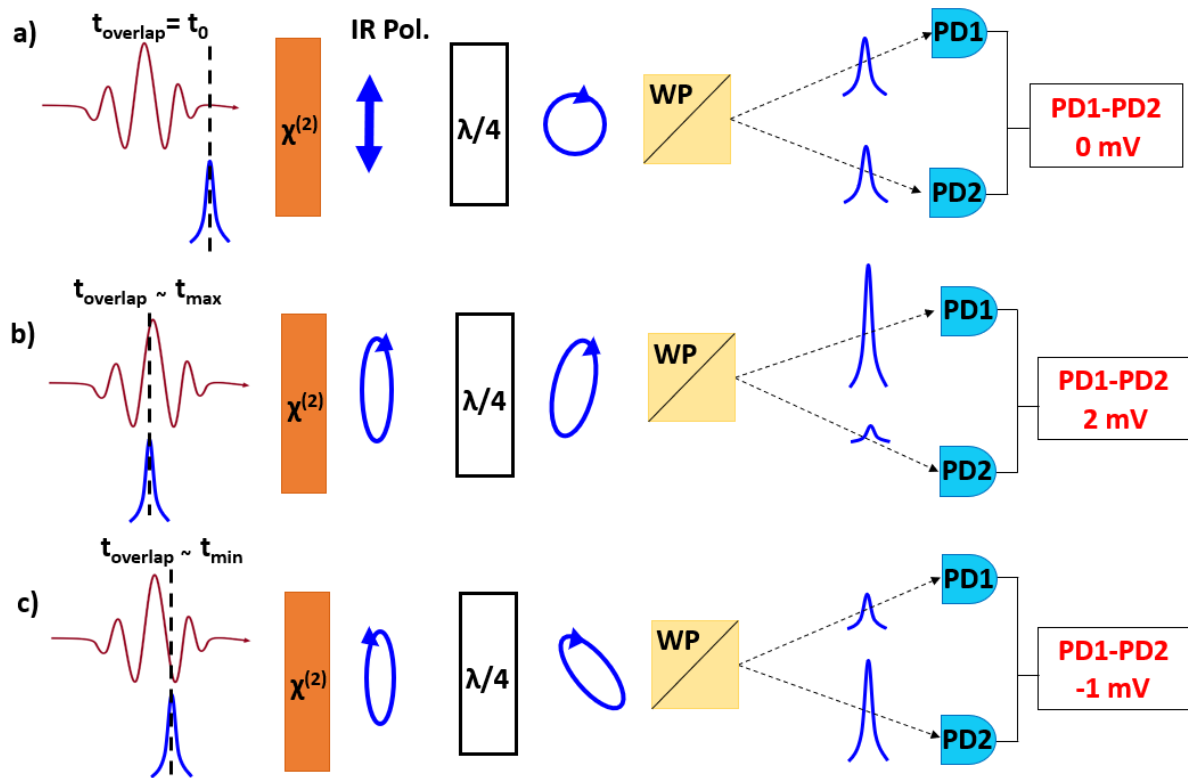 a)
t_overlap = t_0
IR Pol.
χ^(2)
λ/4
WP
PD1
PD2
PD1-PD2
0 mV
b)
t_overlap ~ t_max
χ^(2)
λ/4
WP
PD1
PD2
PD1-PD2
2 mV
c)
t_overlap ~ t_min
χ^(2)
λ/4
WP
PD1
PD2
PD1-PD2
-1 mV